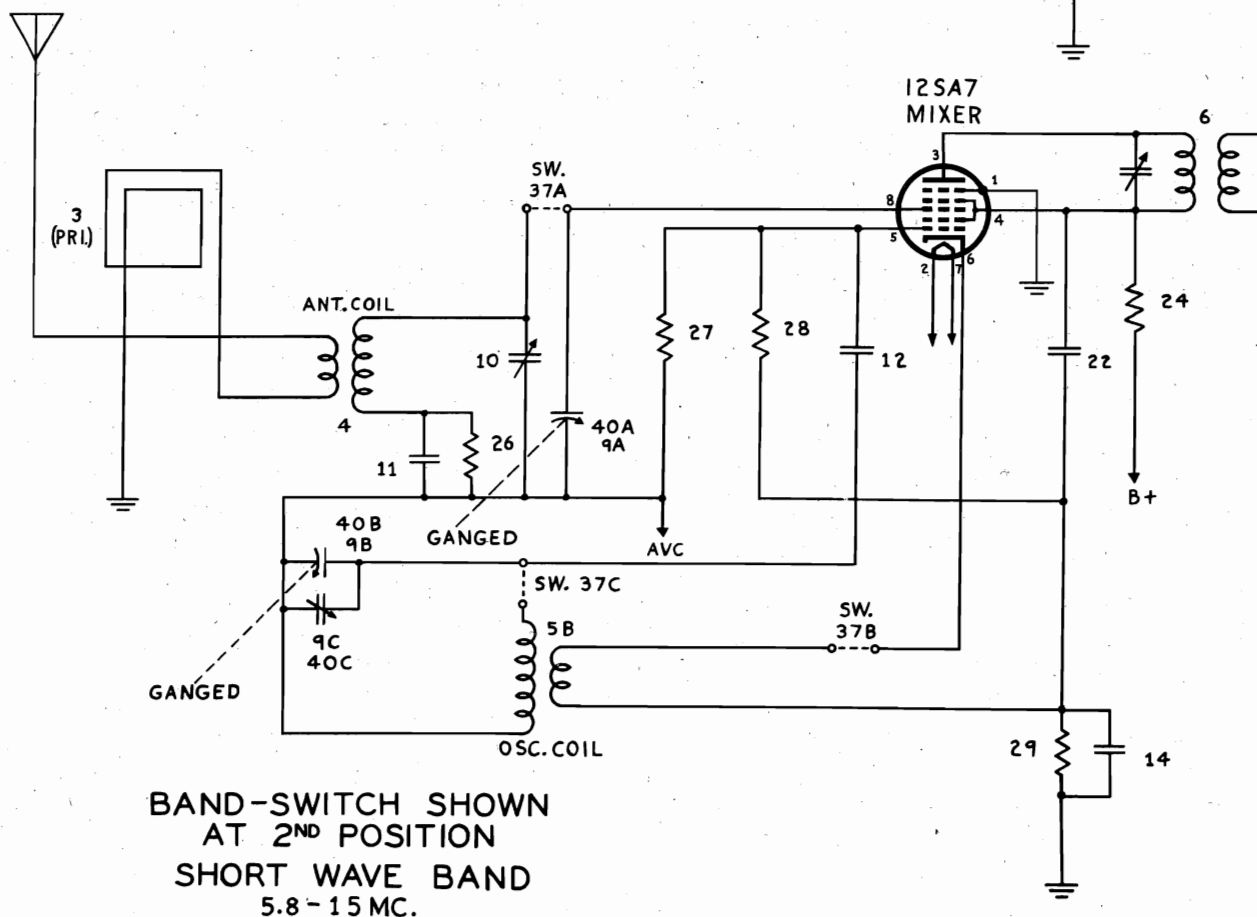 12SA7
MIXER
6
3
1
8
4
5
2
7
6
SW.
37A
3
(PRI.)
ANT. COIL
10
27
28
12
22
24
4
11
26
40A
9A
B+
GANGED
AVC
40B
9B
SW. 37C
9C
40C
5B
SW.
37B
GANGED
OSC. COIL
29
14
BAND-SWITCH SHOWN
AT 2ND POSITION
SHORT WAVE BAND
5.8-15 MC.